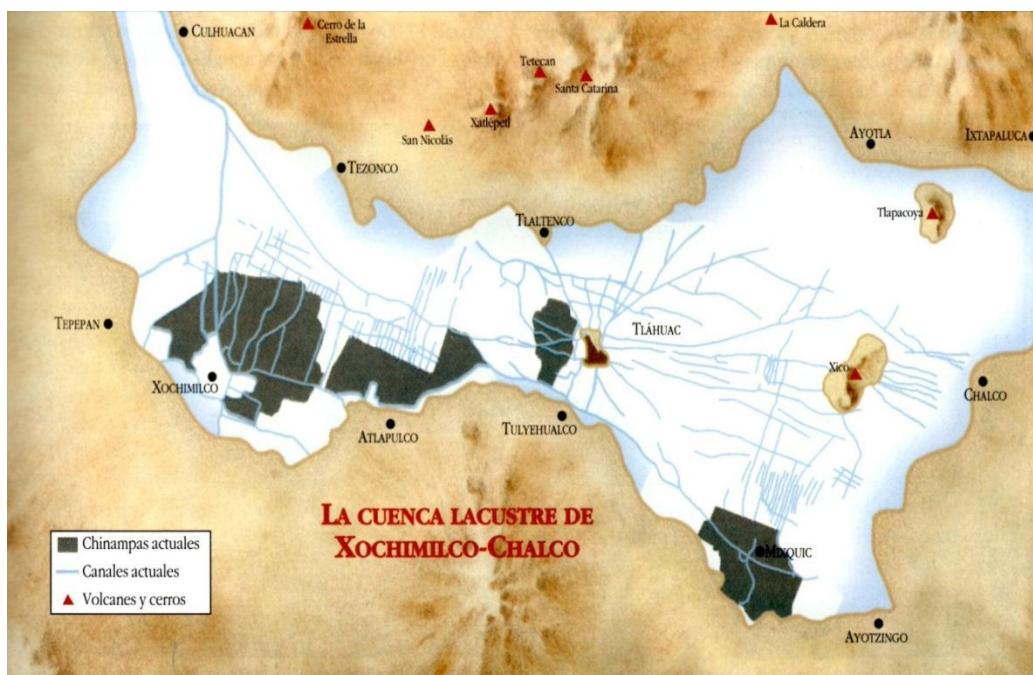 La Caldera
Cerro de la
Estrella
CULHUACAN
Tetecan
Santa Catarina
Xatlepetl
San Nicolás
AYOTLA
IXTAPALUCA
TEZONCO
Tlapacoya
TLALTENCO
TEPEPAN
TLÁHUAC
Xico
XOCHIMILCO
CHALCO
ATLAPULCO
TULYEHUALCO
LA CUENCA LACUSTRE DE
XOCHIMILCO-CHALCO
Chinampas actuales
Canales actuales
Volcanes y cerros
MIXQUIC
AYOTZINGO